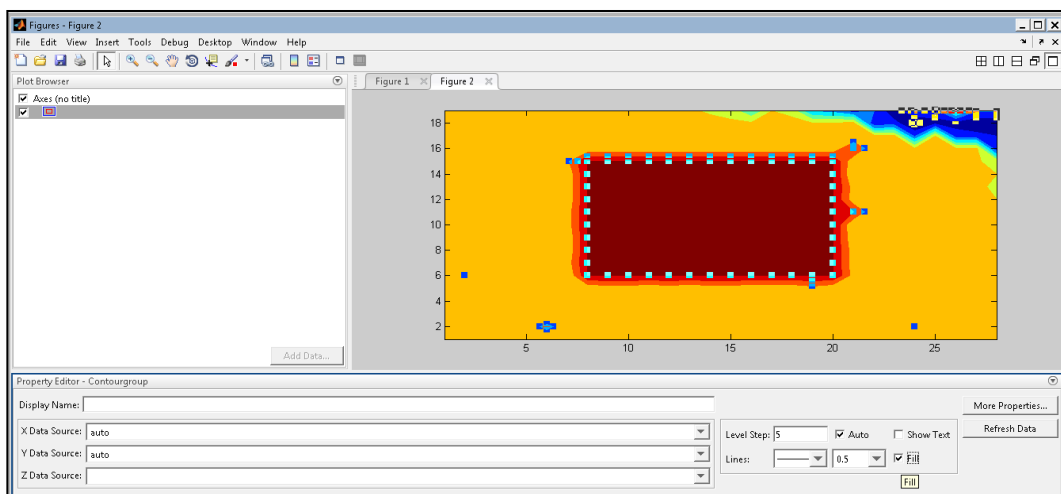 Figures - Figure 2
File Edit View Insert Tools Debug Desktop Window Help
Plot Browser
Figure 1
Figure 2
Axes (no title)
18
16
14
12
10
8
6
4
2
5 10 15 20 25
Add Data...
Property Editor - Contourgroup
Display Name:
More Properties...
X Data Source: auto
Level Step: 5 Auto Show Text
Refresh Data
Y Data Source: auto
Lines: 0.5 Fill
Z Data Source:
Fill